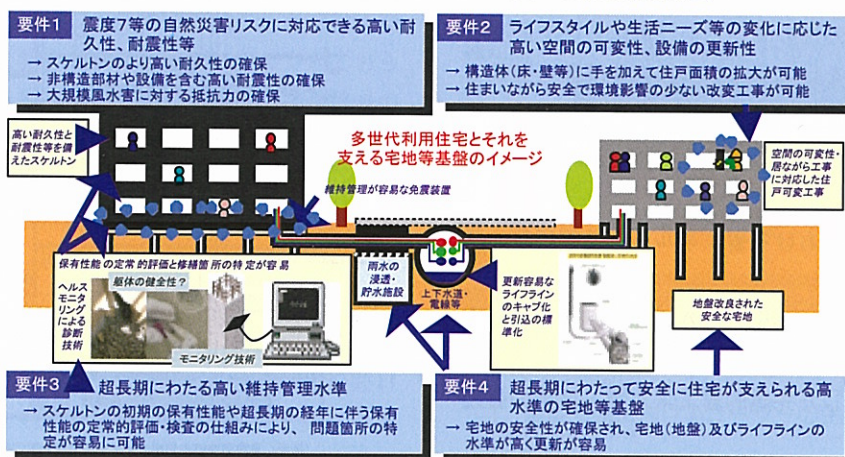 要件1 震度7等の自然災害リスクに対応できる高い耐
久性、耐震性等
→ スケルトンのより高い耐久性の確保
→ 非構造部材や設備を含む高い耐震性の確保
→ 大規模風水害に対する抵抗力の確保
要件2 ライフスタイルや生活ニーズ等の変化に応じた
高い空間の可変性、設備の更新性
→ 構造体(床・壁等)に手を加えて住戸面積の拡大が可能
→ 住まいながら安全で環境影響の少ない改変工事が可能
高い耐久性と
耐震性等を備
えたスケルトン
多世代利用住宅とそれを
支える宅地等基盤のイメージ
維持管理が容易な免震装置
空間の可変性・
居ながら工事
に対応した住
戸可変工事
保有性能の定常的評価と修繕箇所の特定が容易
躯体の健全性?
ヘルス
モニタ
リング
による
診断
技術
モニタリング技術
雨水の
浸透・
貯水施設
上下水道・
電線等
更新容易な
ライフライン
のキャブ化
と引込の標
準化
地盤改良された
安全な宅地
要件3 超長期にわたる高い維持管理水準
→ スケルトンの初期の保有性能や超長期の経年に伴う保有
性能の定常的評価・検査の仕組みにより、問題箇所の特
定が容易に可能
要件4 超長期にわたって安全に住宅が支えられる高
水準の宅地等基盤
→ 宅地の安全性が確保され、宅地(地盤)及びライフラインの
水準が高く更新が容易